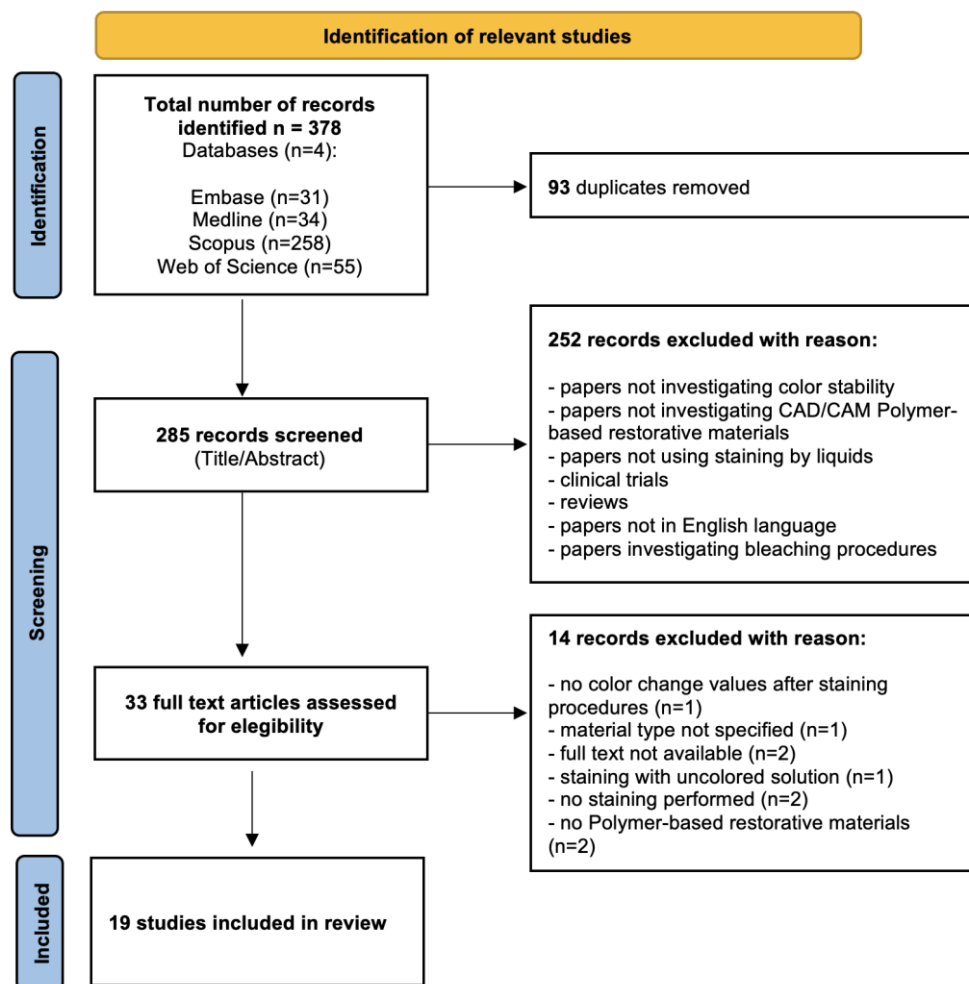 Identification of relevant studies
Identification
Total number of records
identified n = 378
Databases (n=4):
Embase (n=31)
Medline (n=34)
Scopus (n=258)
Web of Science (n=55)
93 duplicates removed
Screening
285 records screened
(Title/Abstract)
252 records excluded with reason:
- papers not investigating color stability
- papers not investigating CAD/CAM Polymer-
based restorative materials
- papers not using staining by liquids
- clinical trials
- reviews
- papers not in English language
- papers investigating bleaching procedures
33 full text articles assessed
for elegibility
14 records excluded with reason:
- no color change values after staining
procedures (n=1)
- material type not specified (n=1)
- full text not available (n=2)
- staining with uncolored solution (n=1)
- no staining performed (n=2)
- no Polymer-based restorative materials
(n=2)
Included
19 studies included in review